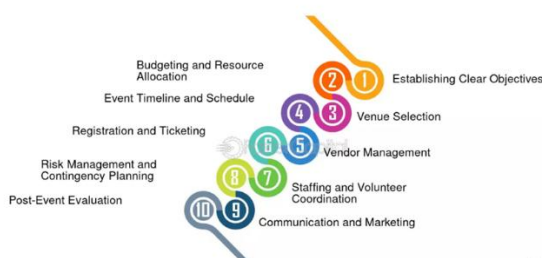 1
Establishing Clear Objectives
2
Budgeting and Resource
Allocation
3
Venue Selection
4
Event Timeline and Schedule
5
Vendor Management
6
Registration and Ticketing
7
Staffing and Volunteer
Coordination
8
Risk Management and
Contingency Planning
9
Communication and Marketing
10
Post-Event Evaluation